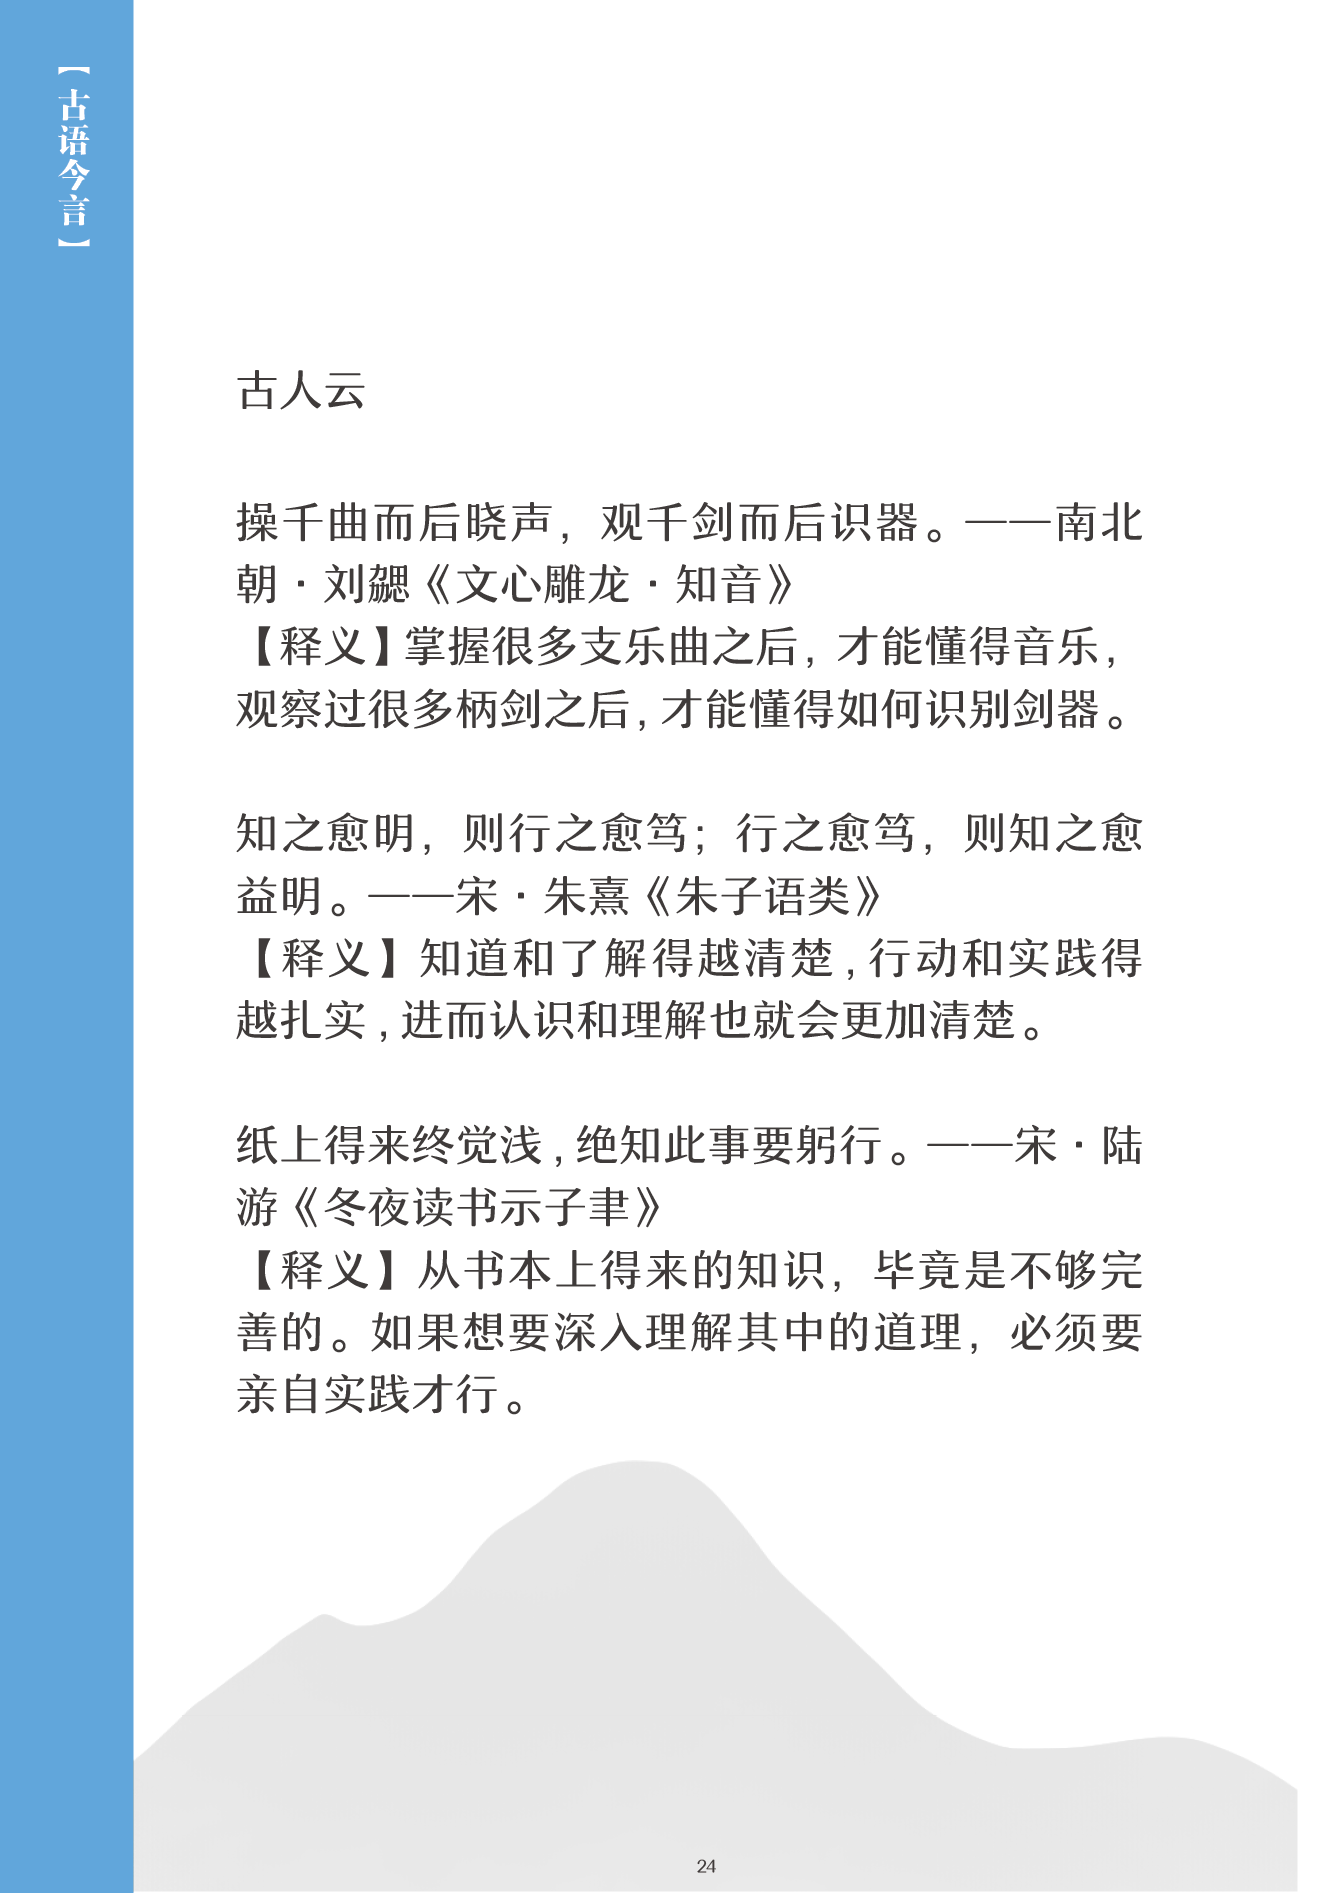 【古语今言】
古人云
操千曲而后晓声，观千剑而后识器。——南北
朝·刘勰《文心雕龙·知音》
【释义】掌握很多支乐曲之后，才能懂得音乐，
观察过很多柄剑之后，才能懂得如何识别剑器。
知之愈明，则行之愈笃；行之愈笃，则知之愈
益明。——宋·朱熹《朱子语类》
【释义】知道和了解得越清楚，行动和实践得
越扎实，进而认识和理解也就会更加清楚。
纸上得来终觉浅，绝知此事要躬行。——宋·陆
游《冬夜读书示子聿》
【释义】从书本上得来的知识，毕竟是不够完
善的。如果想要深入理解其中的道理，必须要
亲自实践才行。
24